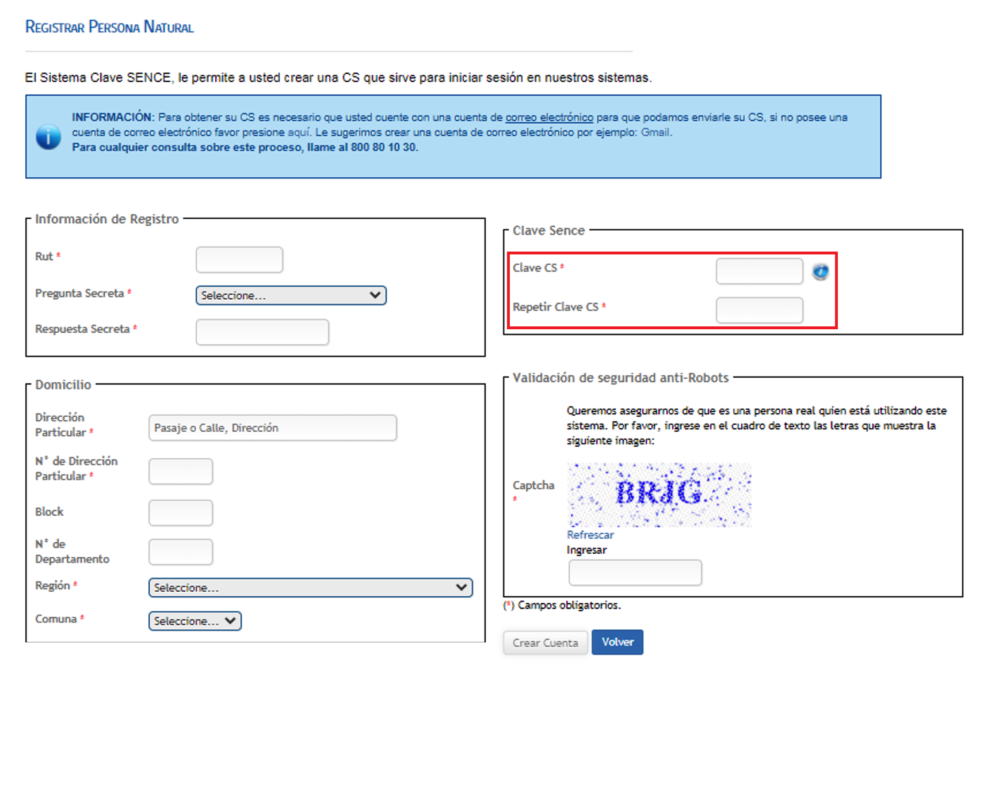 Registrar Persona Natural
El Sistema Clave SENCE, le permite a usted crear una CS que sirve para iniciar sesión en nuestros sistemas.
INFORMACIÓN: Para obtener su CS es necesario que usted cuente con una cuenta de correo electrónico para que podamos enviarle su CS, si no posee una
cuenta de correo electrónico favor presione aquí. Le sugerimos crear una cuenta de correo electrónico por ejemplo: Gmail.
Para cualquier consulta sobre este proceso, llame al 800 80 10 30.
Información de Registro
Rut *
Pregunta Secreta *
Seleccione...
Respuesta Secreta *
Domicilio
Dirección
Particular *
Pasaje o Calle, Dirección
N° de Dirección
Particular *
Block
N° de
Departamento
Región *
Seleccione...
Comuna *
Seleccione...
Clave Sence
Clave CS *
Repetir Clave CS *
Validación de seguridad anti-Robots
Queremos asegurarnos de que es una persona real quien está utilizando este
sistema. Por favor, ingrese en el cuadro de texto las letras que muestra la
siguiente imagen:
Captcha
*
BRJG
Refrescar
Ingresar
(*) Campos obligatorios.
Crear Cuenta
Volver